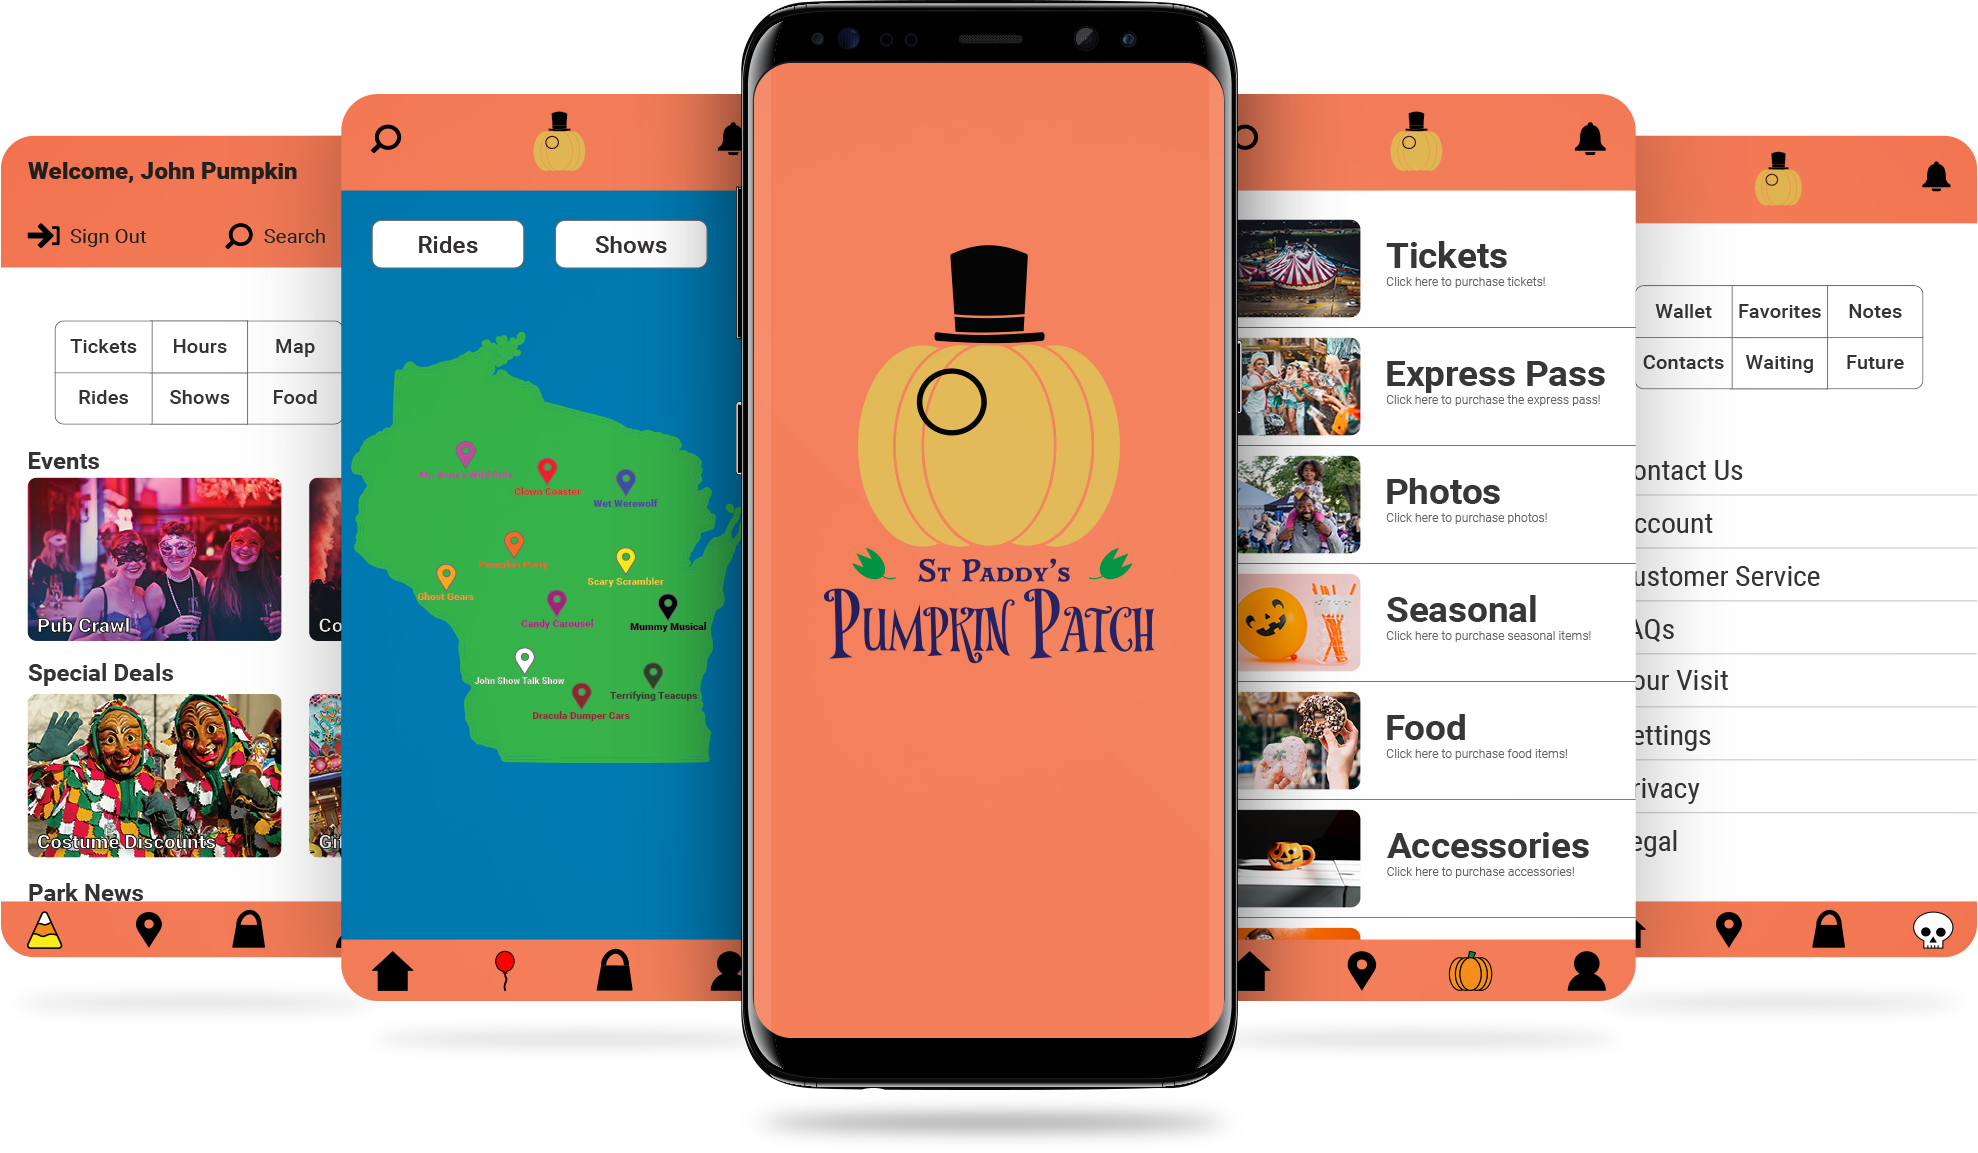 Welcome, John Pumpkin
Sign Out
Search
Tickets
Hours
Map
Rides
Shows
Food
Events
Pub Crawl
Co
Special Deals
Costume Discounts
Gif
Park News
Rides
Shows
Clown Coaster
Wet Werewolf
Pumpkin Party
Scary Scrambler
Ghost Gears
Candy Carousel
Mummy Musical
John Show Talk Show
Terrifying Teacups
Dracula Dumper Cars
St Paddy's
Pumpkin Patch
Tickets
Click here to purchase tickets!
Express Pass
Click here to purchase the express pass!
Photos
Click here to purchase photos!
Seasonal
Click here to purchase seasonal items!
Food
Click here to purchase food items!
Accessories
Click here to purchase accessories!
Wallet
Favorites
Notes
Contacts
Waiting
Future
ontact Us
ccount
ustomer Service
AQs
our Visit
ettings
rivacy
egal